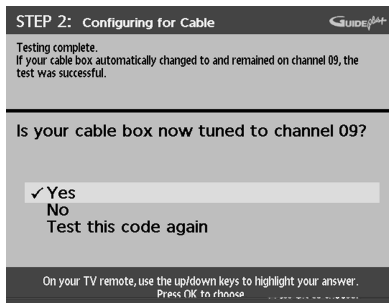 STEP 2: Configuring for Cable GUIDE plus+
Testing complete.
If your cable box automatically changed to and remained on channel 09, the
test was successful.
Is your cable box now tuned to channel 09?
✓ Yes
No
Test this code again
On your TV remote, use the up/down keys to highlight your answer.
Press OK to choose